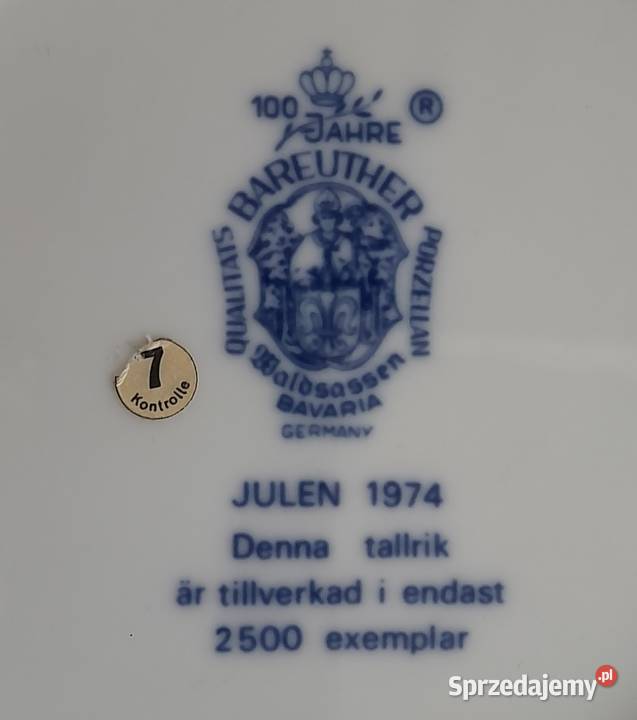 100 ®
JAHRE
BAREUTHER
QUALITÄTS PORZELLAN
Waldsassen
BAVARIA
GERMANY
7
Kontrolle
JULEN 1974
Denna tallrik
är tillverkad i endast
2500 exemplar
Sprzedajemy.pl